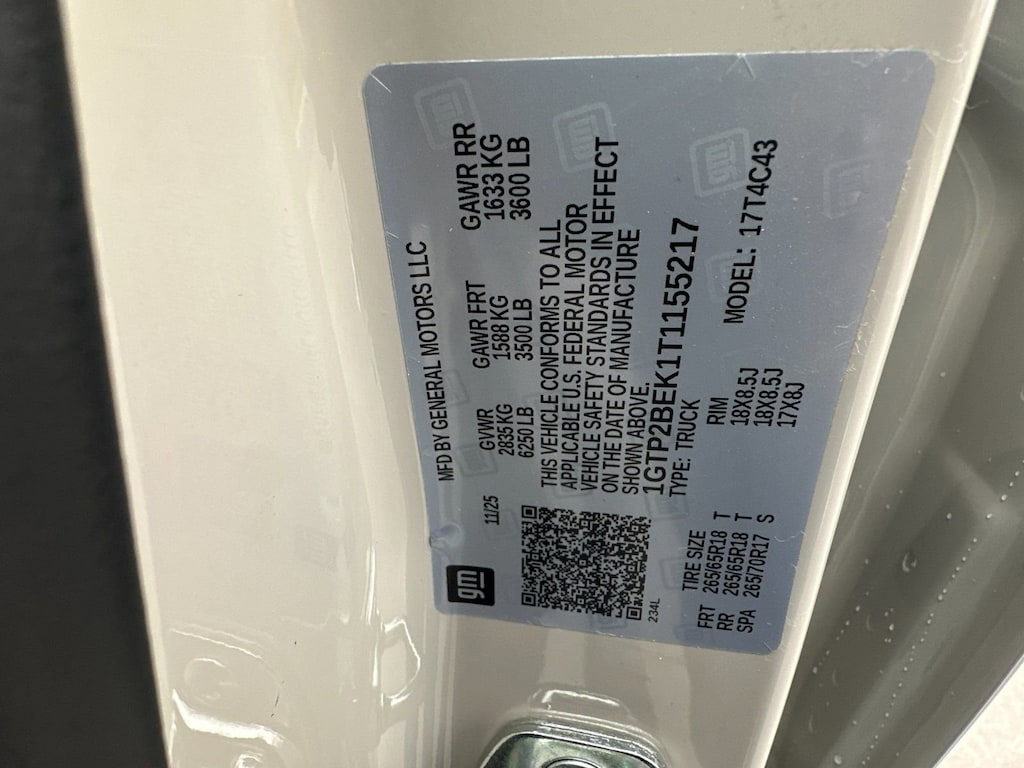 gm
MFD BY GENERAL MOTORS LLC
11/25
GVWR GAWR FRT GAWR RR
2835 KG 1588 KG 1633 KG
6250 LB 3500 LB 3600 LB
THIS VEHICLE CONFORMS TO ALL
APPLICABLE U.S. FEDERAL MOTOR
VEHICLE SAFETY STANDARDS IN EFFECT
ON THE DATE OF MANUFACTURE
SHOWN ABOVE.
1GTP2BEK1T1155217
234L
TYPE: TRUCK
TIRE SIZE RIM MODEL: 17T4C43
FRT 265/65R18 T 18X8.5J
RR 265/65R18 T 18X8.5J
SPA 265/70R17 S 17X8J